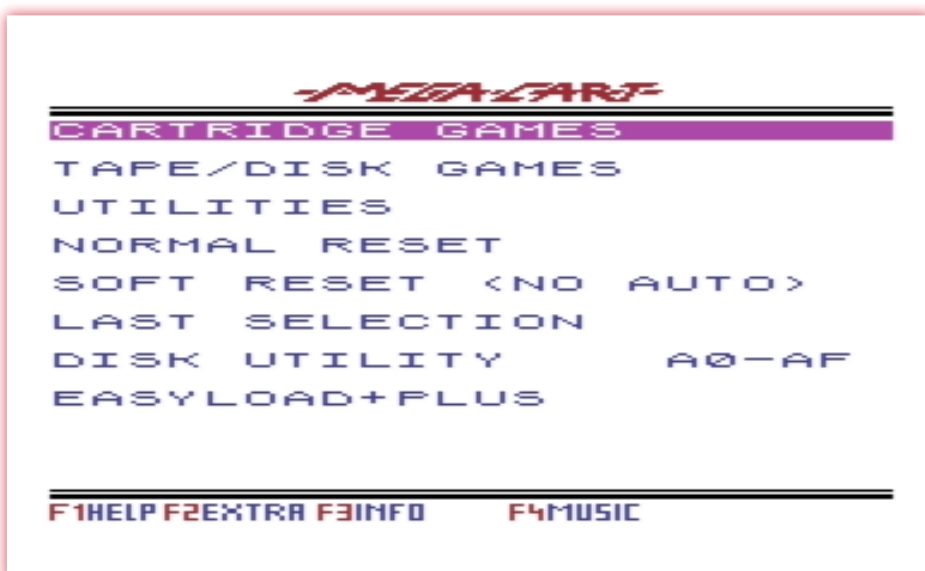 MEGA-CART
CARTRIDGE GAMES
TAPE/DISK GAMES
UTILITIES
NORMAL RESET
SOFT RESET <NO AUTO>
LAST SELECTION
DISK UTILITY A0-AF
EASYLOAD+PLUS
F1HELP F2EXTRA F3INFO F4MUSIC